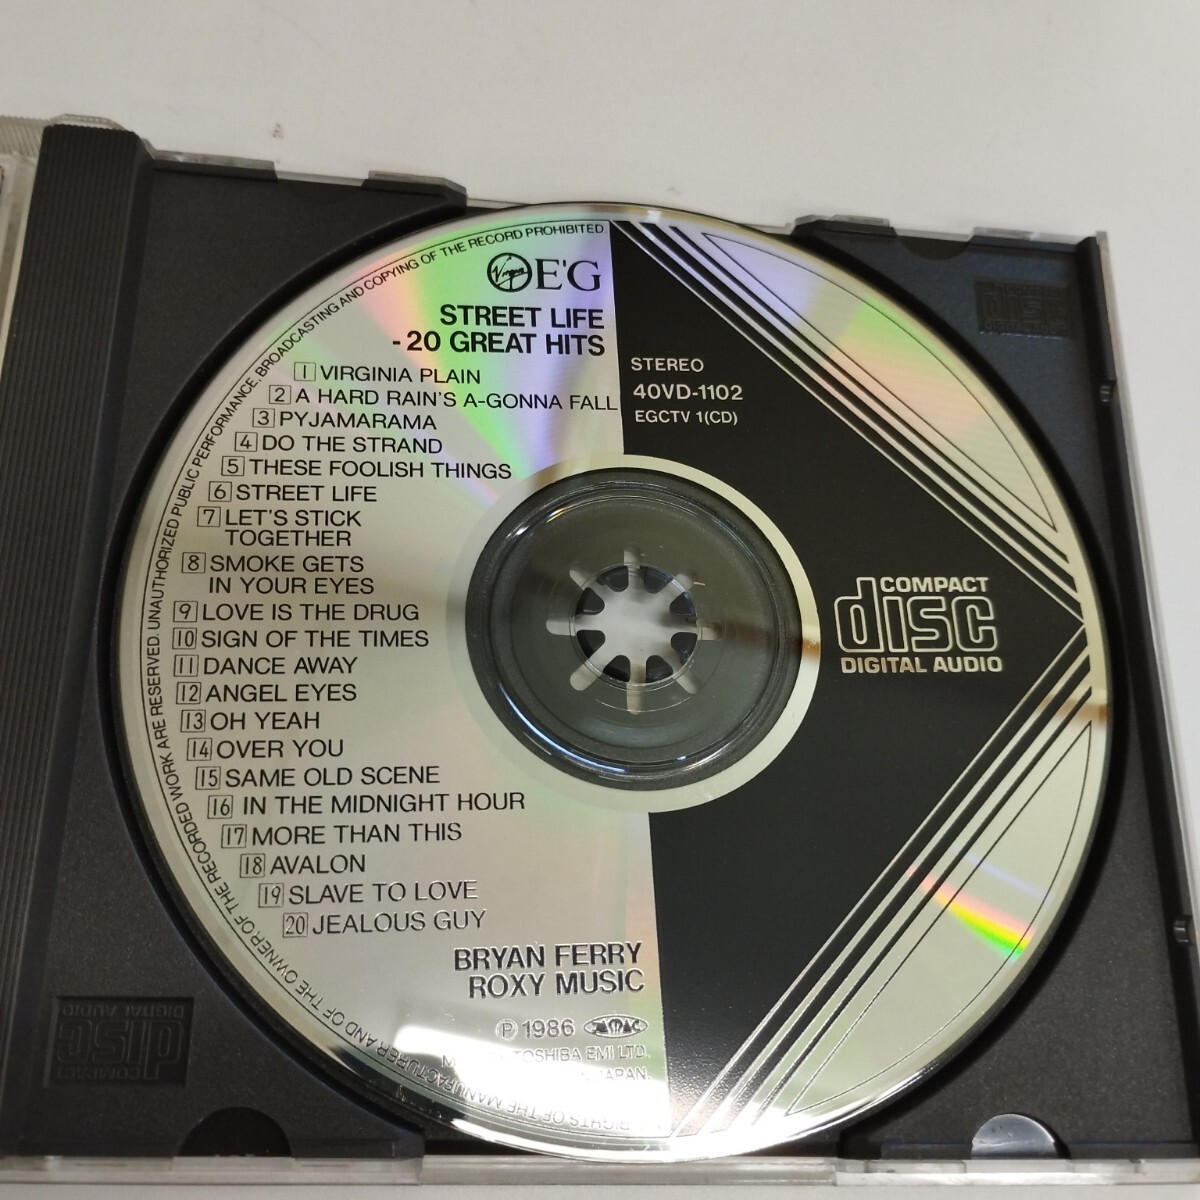 ALL RIGHTS OF THE MANUFACTURER AND OF THE OWNER OF THE RECORDED WORK ARE RESERVED. UNAUTHORIZED PUBLIC PERFORMANCE, BROADCASTING AND COPYING OF THE RECORD PROHIBITED.
Virgin E'G
STREET LIFE
- 20 GREAT HITS
1 VIRGINIA PLAIN
2 A HARD RAIN'S A-GONNA FALL
3 PYJAMARAMA
4 DO THE STRAND
5 THESE FOOLISH THINGS
6 STREET LIFE
7 LET'S STICK
TOGETHER
8 SMOKE GETS
IN YOUR EYES
9 LOVE IS THE DRUG
10 SIGN OF THE TIMES
11 DANCE AWAY
12 ANGEL EYES
13 OH YEAH
14 OVER YOU
15 SAME OLD SCENE
16 IN THE MIDNIGHT HOUR
17 MORE THAN THIS
18 AVALON
19 SLAVE TO LOVE
20 JEALOUS GUY
BRYAN FERRY
ROXY MUSIC
Ⓟ 1986
TOSHIBA EMI LTD.
JAPAN.
STEREO
40VD-1102
EGCTV 1(CD)
COMPACT
disc
DIGITAL AUDIO
disc
COMPACT
disc
DIGITAL AUDIO